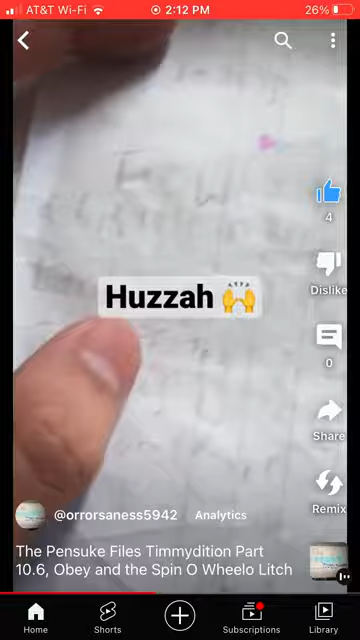 AT&T Wi-Fi 2:12 PM 26%
Huzzah 🙌
4
Dislike
0
Share
Remix
@orrorsaness5942 Analytics
The Pensuke Files Timmydition Part
10.6, Obey and the Spin O Wheelo Litch
Home Shorts Subscriptions Library